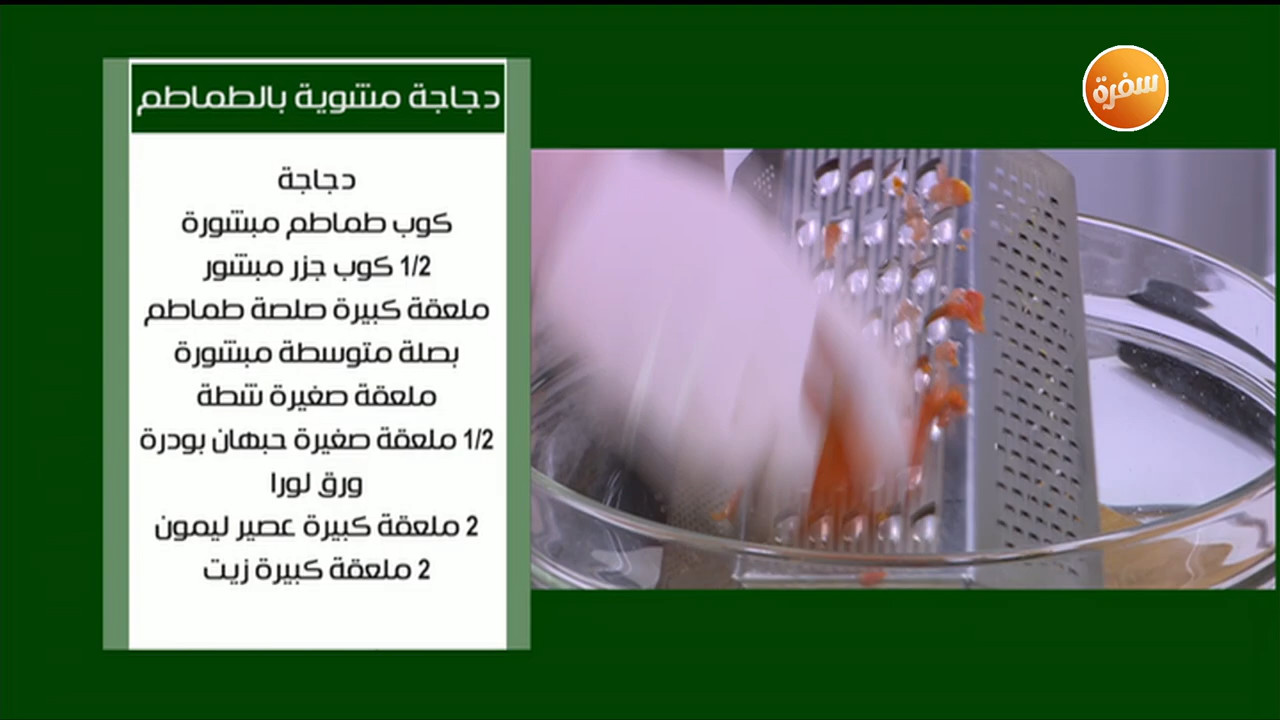 سفرة
دجاجة مشوية بالطماطم
دجاجة
كوب طماطم مبشورة
1/2 كوب جزر مبشور
ملعقة كبيرة صلصة طماطم
بصلة متوسطة مبشورة
ملعقة صغيرة شطة
1/2 ملعقة صغيرة حبهان بودرة
ورق لورا
2 ملعقة كبيرة عصير ليمون
2 ملعقة كبيرة زيت